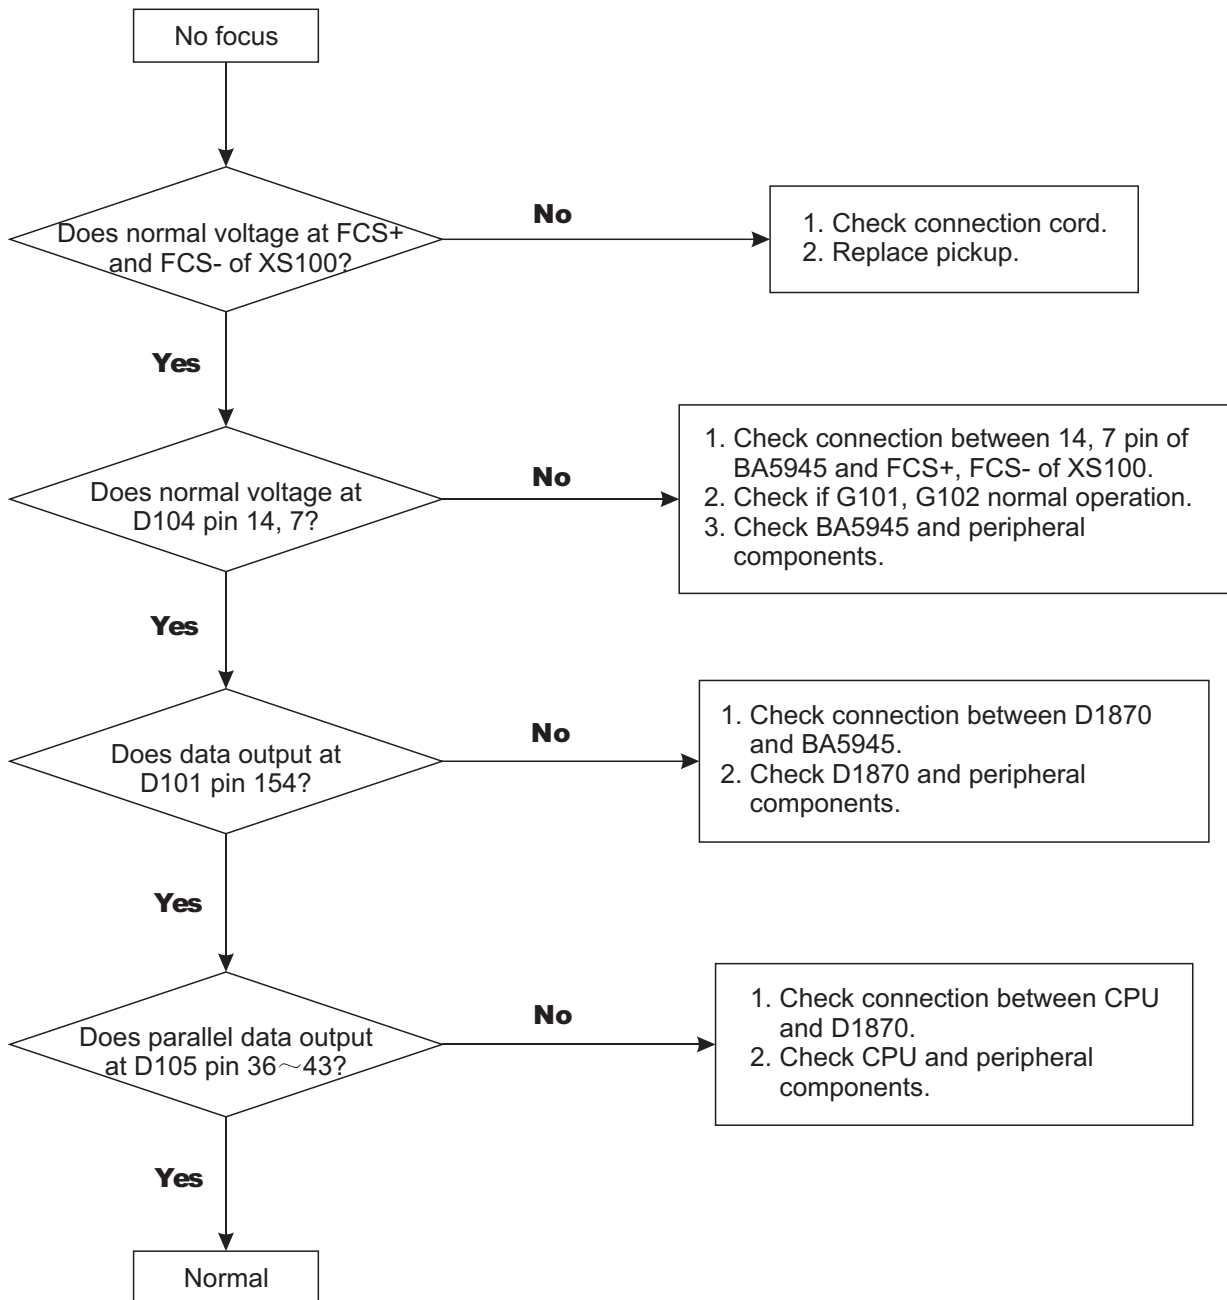 No focus
Does normal voltage at FCS+
and FCS- of XS100?
No
1. Check connection cord.
2. Replace pickup.
Yes
Does normal voltage at
D104 pin 14, 7?
No
1. Check connection between 14, 7 pin of
BA5945 and FCS+, FCS- of XS100.
2. Check if G101, G102 normal operation.
3. Check BA5945 and peripheral
components.
Yes
Does data output at
D101 pin 154?
No
1. Check connection between D1870
and BA5945.
2. Check D1870 and peripheral
components.
Yes
Does parallel data output
at D105 pin 36～43?
No
1. Check connection between CPU
and D1870.
2. Check CPU and peripheral
components.
Yes
Normal